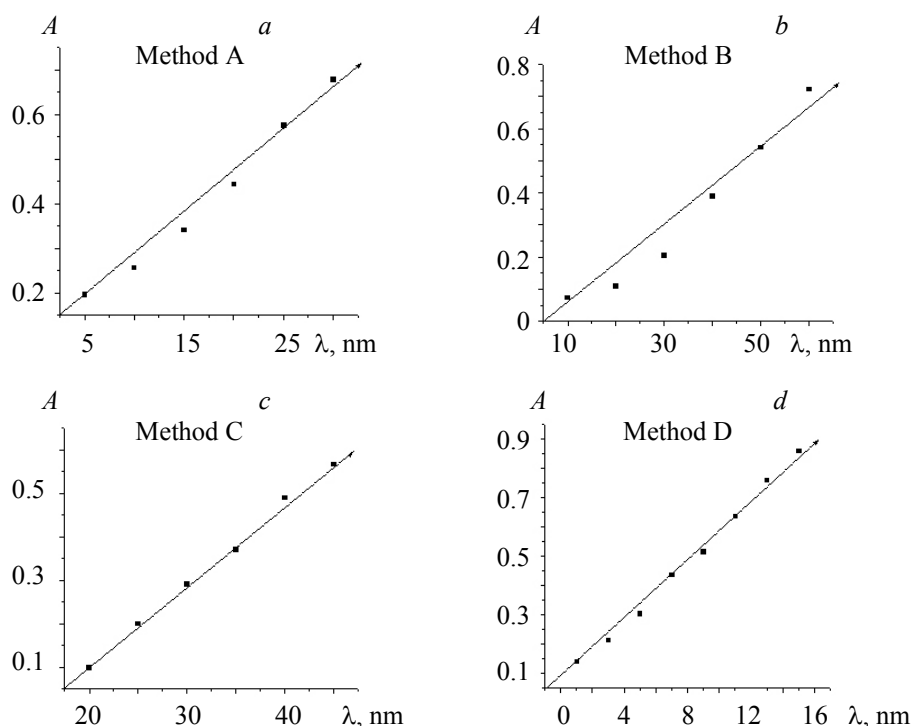 A a
Method A
0.6
0.4
0.2
5 15 25 λ, nm
A b
Method B
0.8
0.6
0.4
0.2
0
10 30 50 λ, nm
A c
Method C
0.5
0.3
0.1
20 30 40 λ, nm
A d
Method D
0.9
0.7
0.5
0.3
0.1
0 4 8 12 16 λ, nm